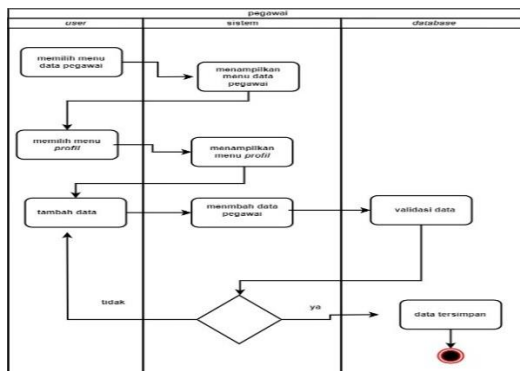 pegawai
user
sistem
database
memilih menu
data pegawai
menampilkan
menu data
pegawai
memilih menu
profil
menampilkan
menu profil
tambah data
menmbah data
pegawai
validasi data
tidak
ya
data tersimpan